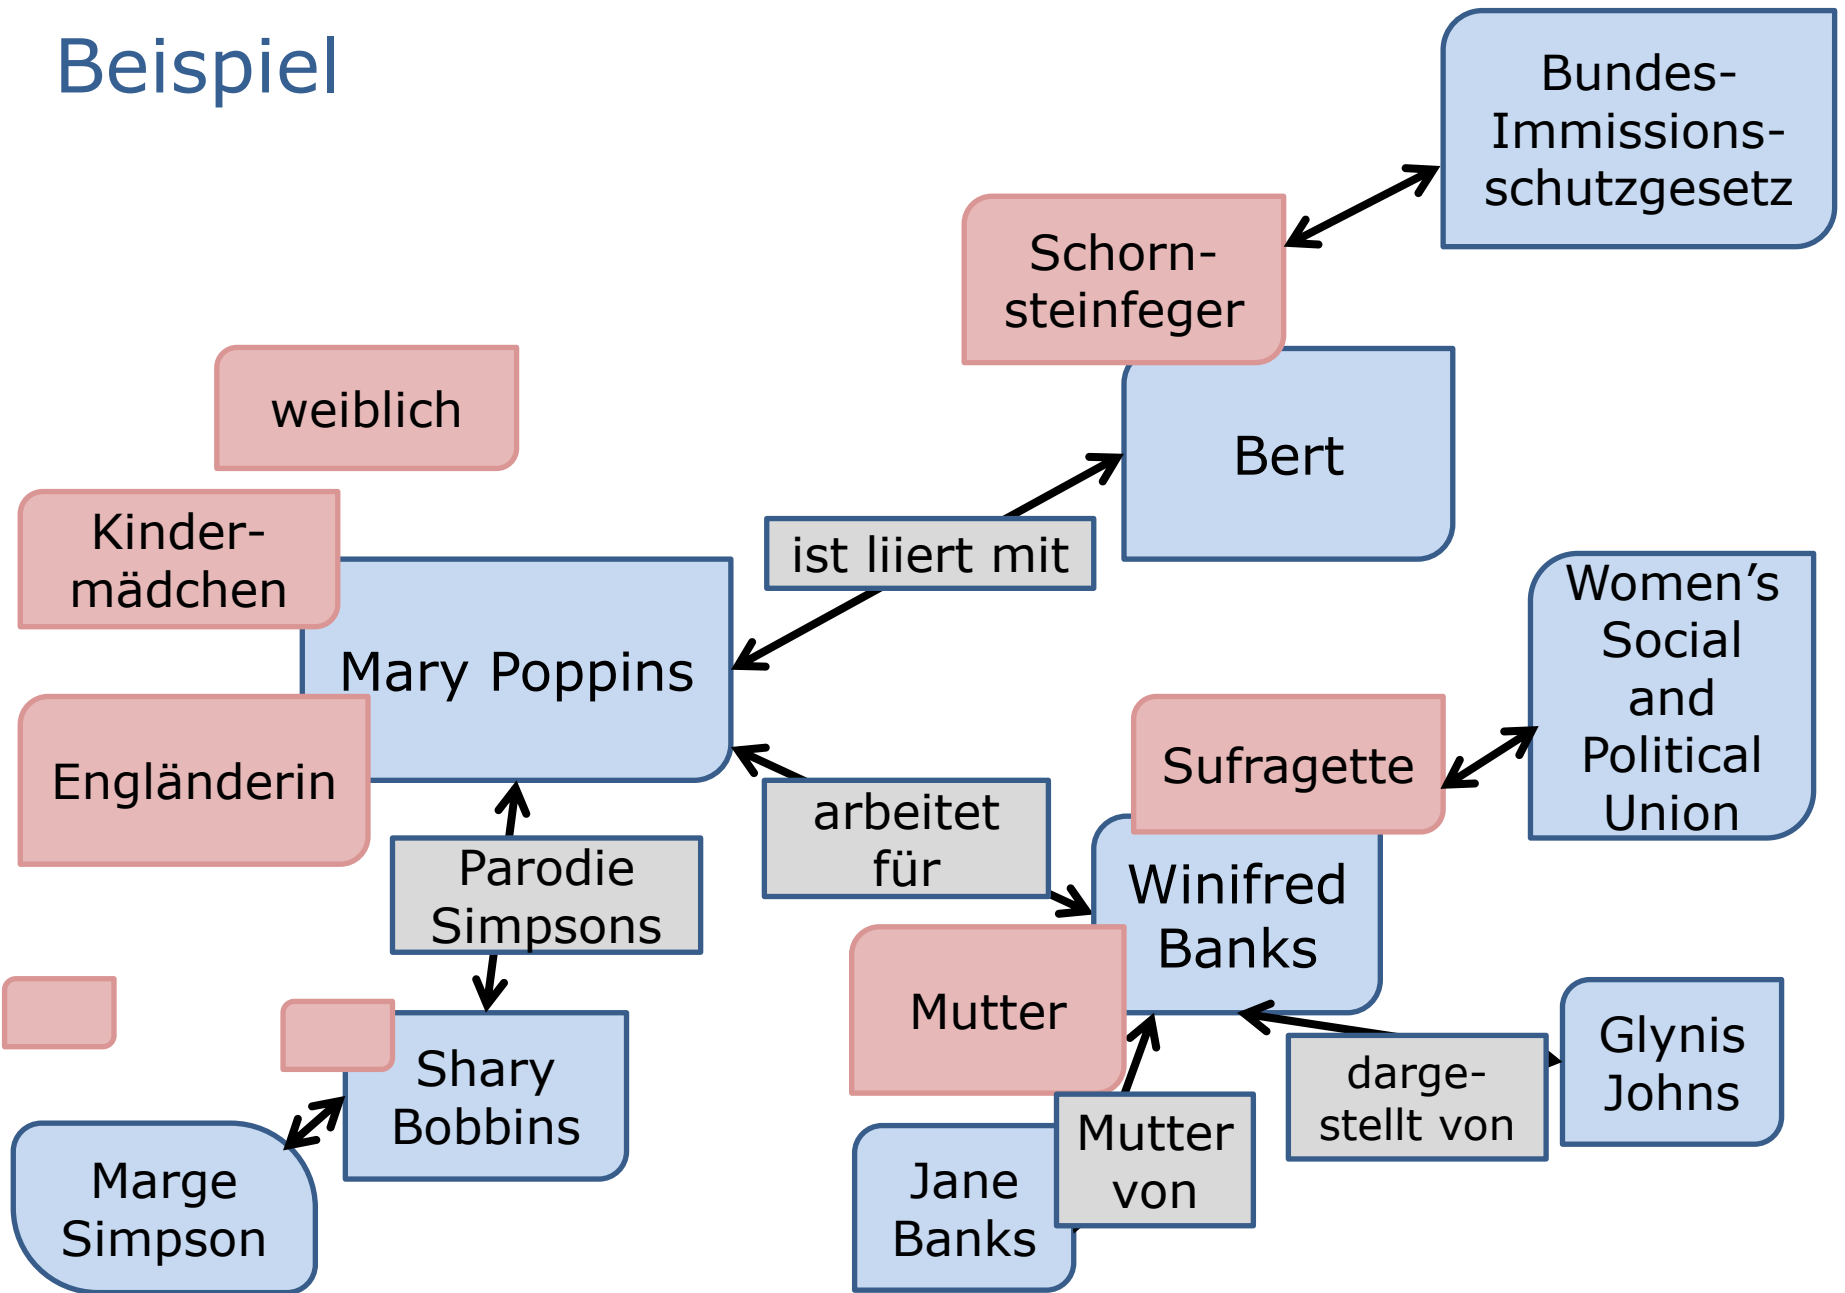 Beispiel
Bundes-
Immissions-
schutzgesetz
Schorn-
steinfeger
weiblich
Bert
Kinder-
mädchen
ist liiert mit
Mary Poppins
Women’s
Social
and
Political
Union
Engländerin
Sufragette
arbeitet
für
Parodie
Simpsons
Winifred
Banks
Mutter
Shary
Bobbins
Glynis
Johns
darge-
stellt von
Mutter
von
Marge
Simpson
Jane
Banks